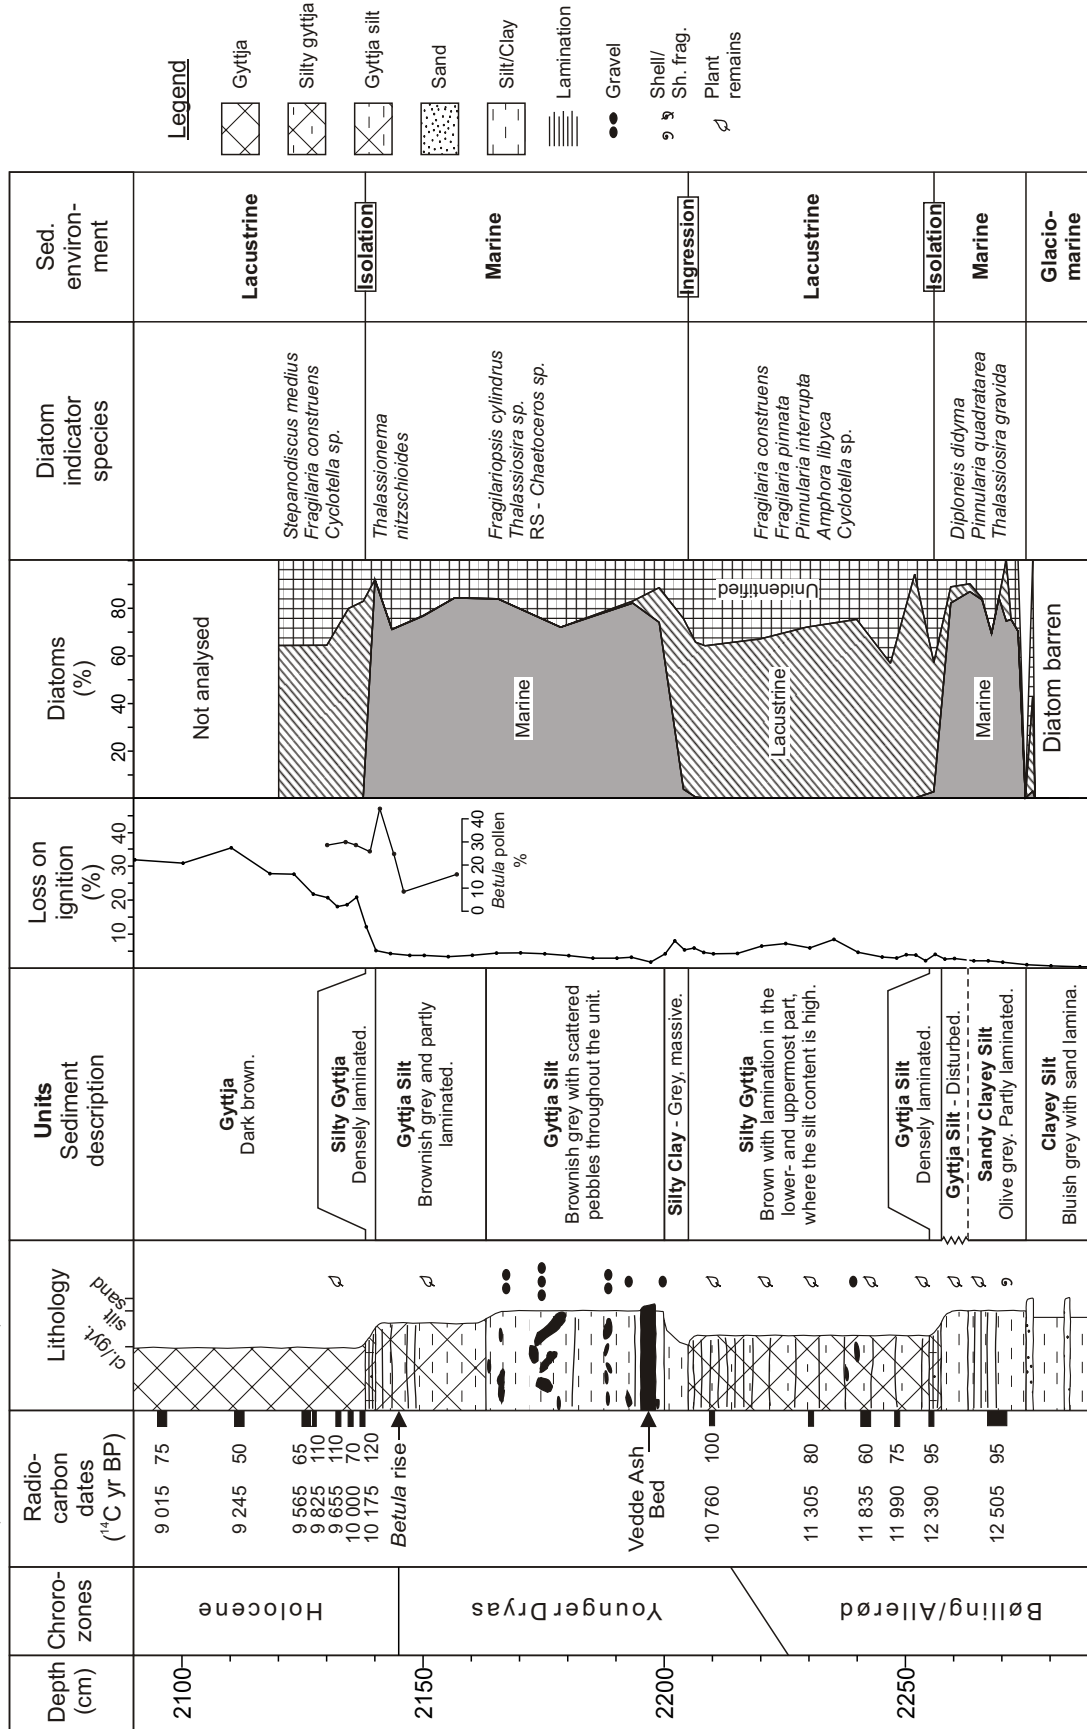 Depth
(cm)
2100
2150
2200
2250
Chroro-
zones
Holocene
Younger Dryas
Bølling/Allerød
Radio-
carbon
dates
(¹⁴C yr BP)
9 015 75
9 245 50
9 565 65
9 825 110
9 655 110
10 000 70
10 175 120
Betula rise
Vedde Ash
Bed
10 760 100
11 305 80
11 835 60
11 990 75
12 390 95
12 505 95
Lithology
cl./gyt.
silt
sand
Units
Sediment
description
Gyttja
Dark brown.
Silty Gyttja
Densely laminated.
Gyttja Silt
Brownish grey and partly
laminated.
Gyttja Silt
Brownish grey with scattered
pebbles throughout the unit.
Silty Clay - Grey, massive.
Silty Gyttja
Brown with lamination in the
lower- and uppermost part,
where the silt content is high.
Gyttja Silt
Densely laminated.
Gyttja Silt - Disturbed.
Sandy Clayey Silt
Olive grey. Partly laminated.
Clayey Silt
Bluish grey with sand lamina.
Loss on
ignition
(%)
10 20 30 40
0 10 20 30 40
Betula pollen
%
Diatoms
(%)
20 40 60 80
Not analysed
Marine
Unidentified
Lacustrine
Marine
Diatom barren
Diatom
indicator
species
Stepanodiscus medius
Fragilaria construens
Cyclotella sp.
Thalassionema
nitzschioides
Fragilariopsis cylindrus
Thalassiosira sp.
RS - Chaetoceros sp.
Fragilaria construens
Fragilaria pinnata
Pinnularia interrupta
Amphora libyca
Cyclotella sp.
Diploneis didyma
Pinnularia quadratarea
Thalassiosira gravida
Sed.
environ-
ment
Lacustrine
Isolation
Marine
Ingression
Lacustrine
Isolation
Marine
Glacio-
marine
Legend
Gyttja
Silty gyttja
Gyttja silt
Sand
Silt/Clay
Lamination
Gravel
Shell/
Sh. frag.
Plant
remains